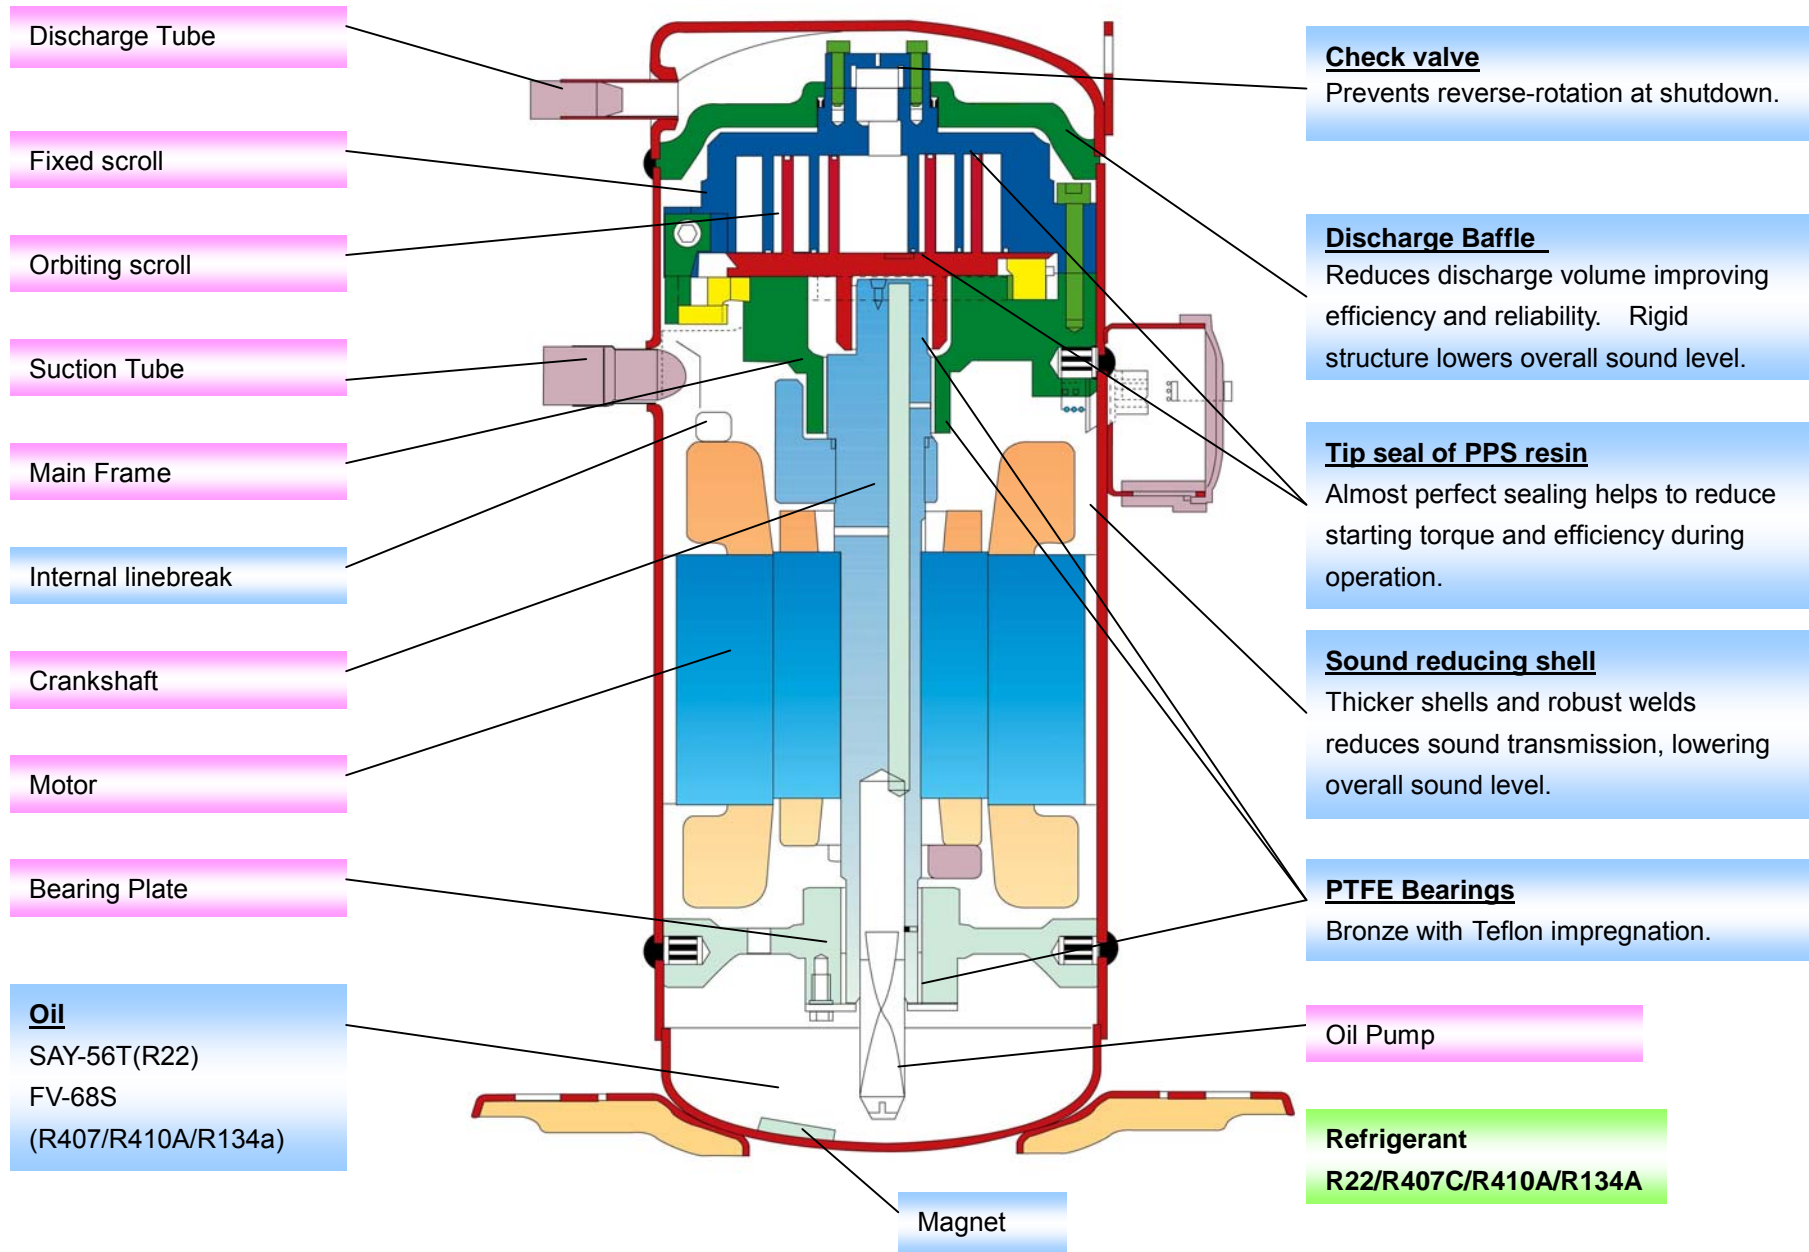 Discharge Tube
Fixed scroll
Orbiting scroll
Suction Tube
Main Frame
Internal linebreak
Crankshaft
Motor
Bearing Plate
Oil
SAY-56T(R22)
FV-68S
(R407/R410A/R134a)
Magnet
Check valve
Prevents reverse-rotation at shutdown.
Discharge Baffle
Reduces discharge volume improving
efficiency and reliability. Rigid
structure lowers overall sound level.
Tip seal of PPS resin
Almost perfect sealing helps to reduce
starting torque and efficiency during
operation.
Sound reducing shell
Thicker shells and robust welds
reduces sound transmission, lowering
overall sound level.
PTFE Bearings
Bronze with Teflon impregnation.
Oil Pump
Refrigerant
R22/R407C/R410A/R134A